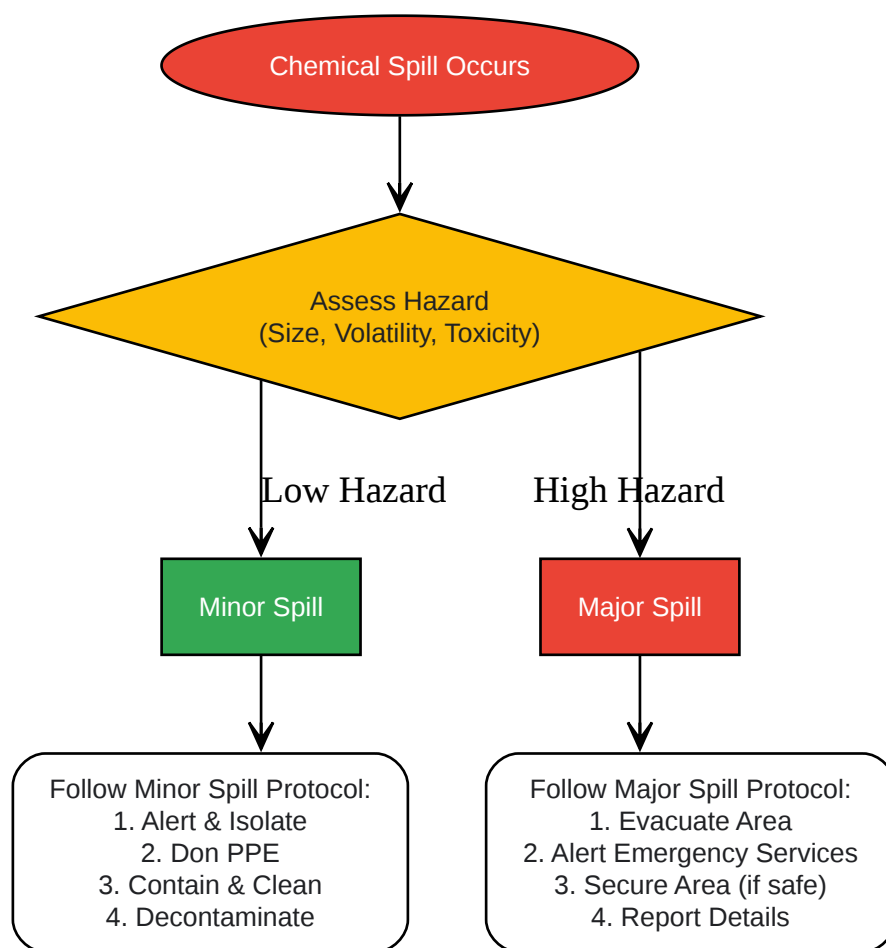 Chemical Spill Occurs
Assess Hazard
(Size, Volatility, Toxicity)
Low Hazard
High Hazard
Minor Spill
Major Spill
Follow Minor Spill Protocol:
1. Alert & Isolate
2. Don PPE
3. Contain & Clean
4. Decontaminate
Follow Major Spill Protocol:
1. Evacuate Area
2. Alert Emergency Services
3. Secure Area (if safe)
4. Report Details